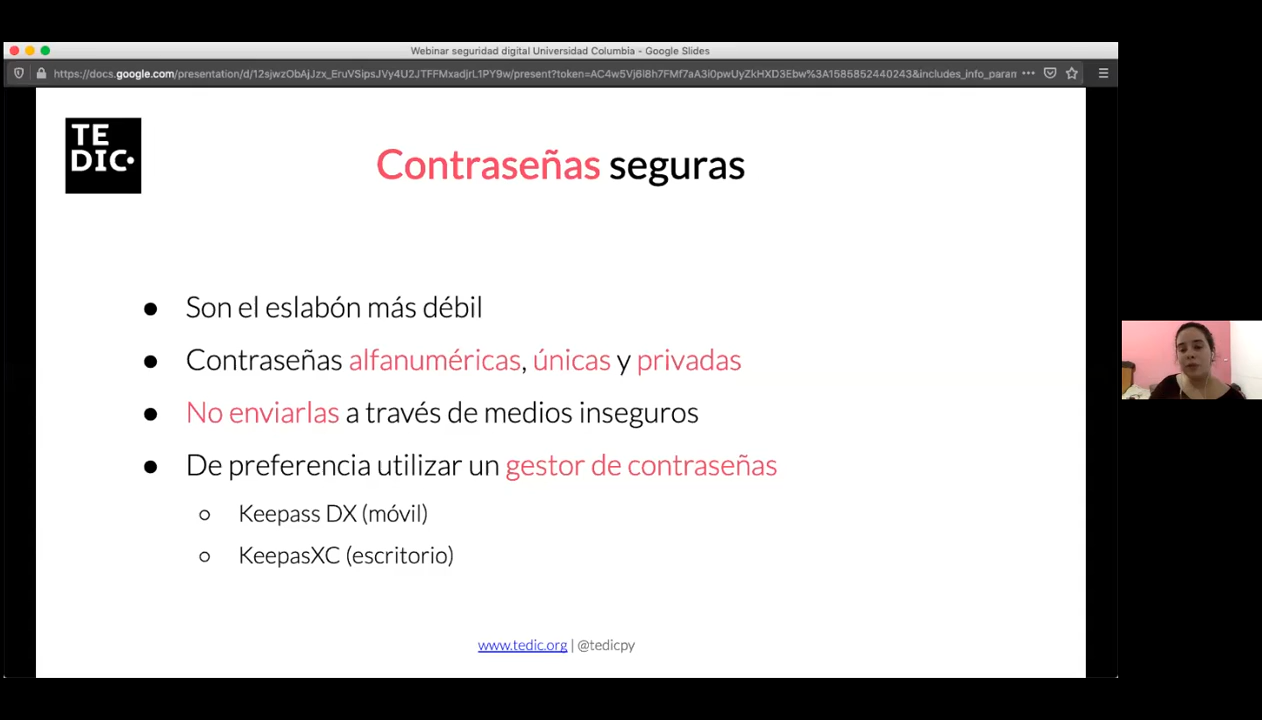 Webinar seguridad digital Universidad Columbia - Google Slides
https://docs.google.com/presentation/d/12sjwzObAjJzx_EruVSipsJVy4U2JTFFMxadjrL1PY9w/present?token=AC4w5Vj6l8h7FMf7aA3i0pwUyZkHXD3Ebw%3A1585852440243&includes_info_param
TE
DIC
Contraseñas seguras
● Son el eslabón más débil
● Contraseñas alfanuméricas, únicas y privadas
● No enviarlas a través de medios inseguros
● De preferencia utilizar un gestor de contraseñas
○ Keepass DX (móvil)
○ KeepasXC (escritorio)
www.tedic.org | @tedicpy